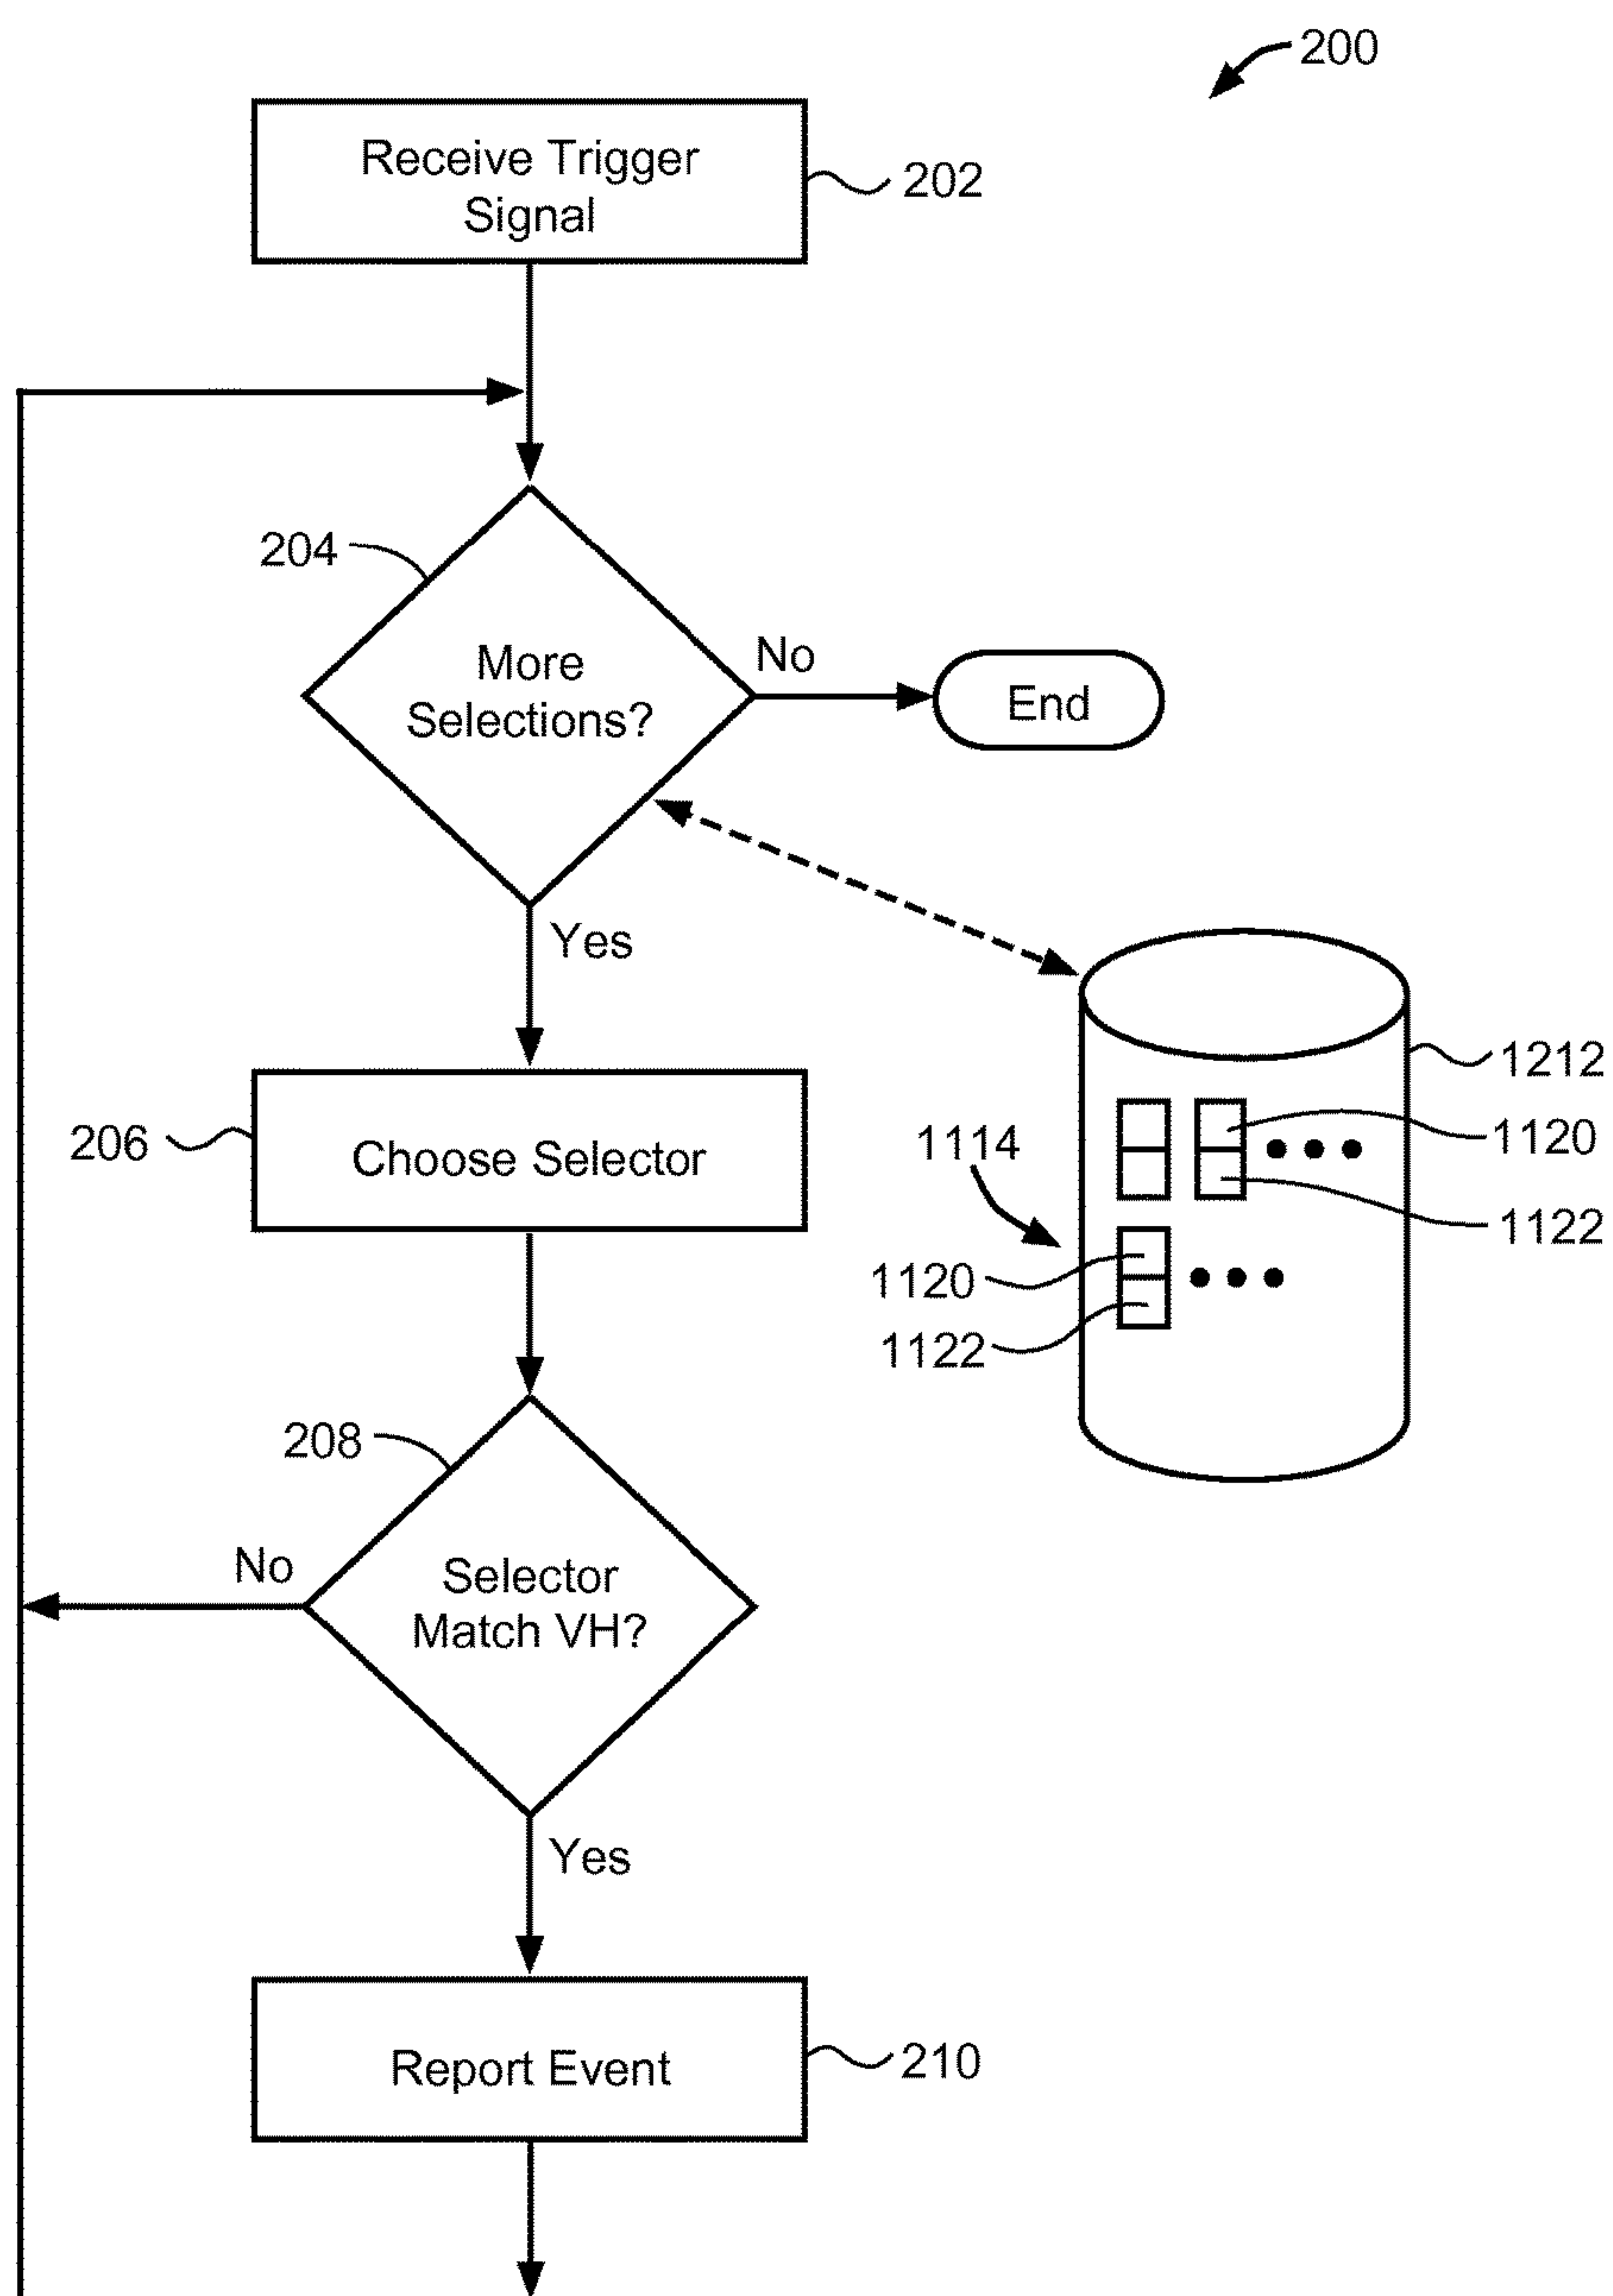 200
Receive Trigger
Signal
202
204
More
Selections?
No
End
Yes
206
Choose Selector
1212
1114
1120
1122
1120
1122
208
No
Selector
Match VH?
Yes
Report Event
210